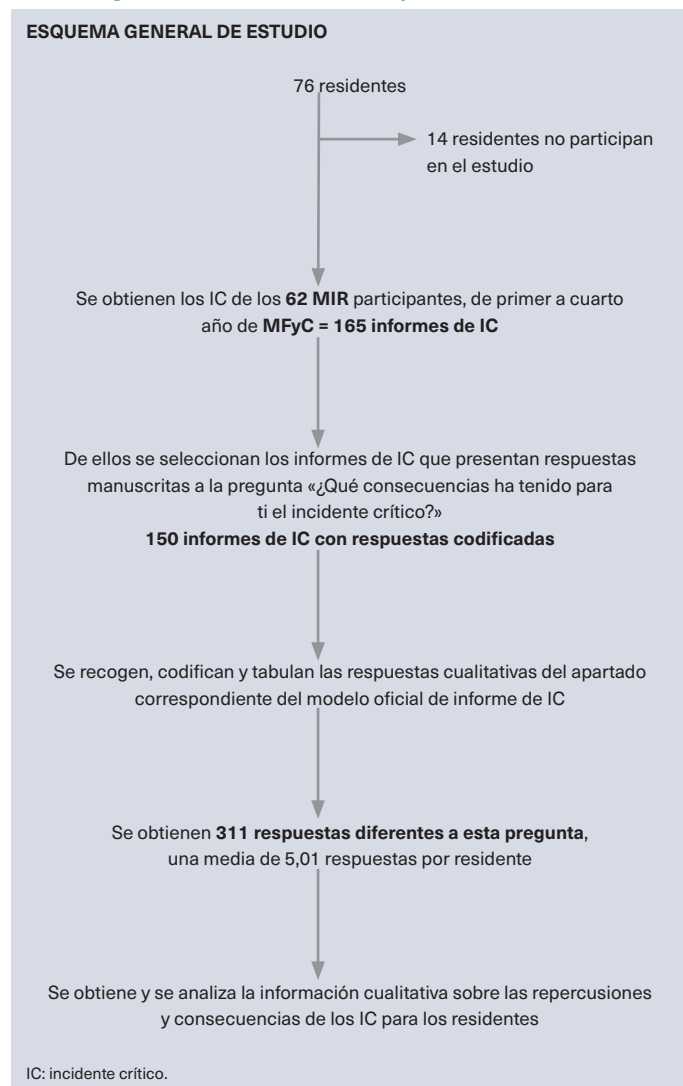 ESQUEMA GENERAL DE ESTUDIO
76 residentes
14 residentes no participan
en el estudio
Se obtienen los IC de los 62 MIR participantes, de primer a cuarto
año de MFyC = 165 informes de IC
De ellos se seleccionan los informes de IC que presentan respuestas
manuscritas a la pregunta «¿Qué consecuencias ha tenido para
ti el incidente crítico?»
150 informes de IC con respuestas codificadas
Se recogen, codifican y tabulan las respuestas cualitativas del apartado
correspondiente del modelo oficial de informe de IC
Se obtienen 311 respuestas diferentes a esta pregunta,
una media de 5,01 respuestas por residente
Se obtiene y se analiza la información cualitativa sobre las repercusiones
y consecuencias de los IC para los residentes
IC: incidente crítico.